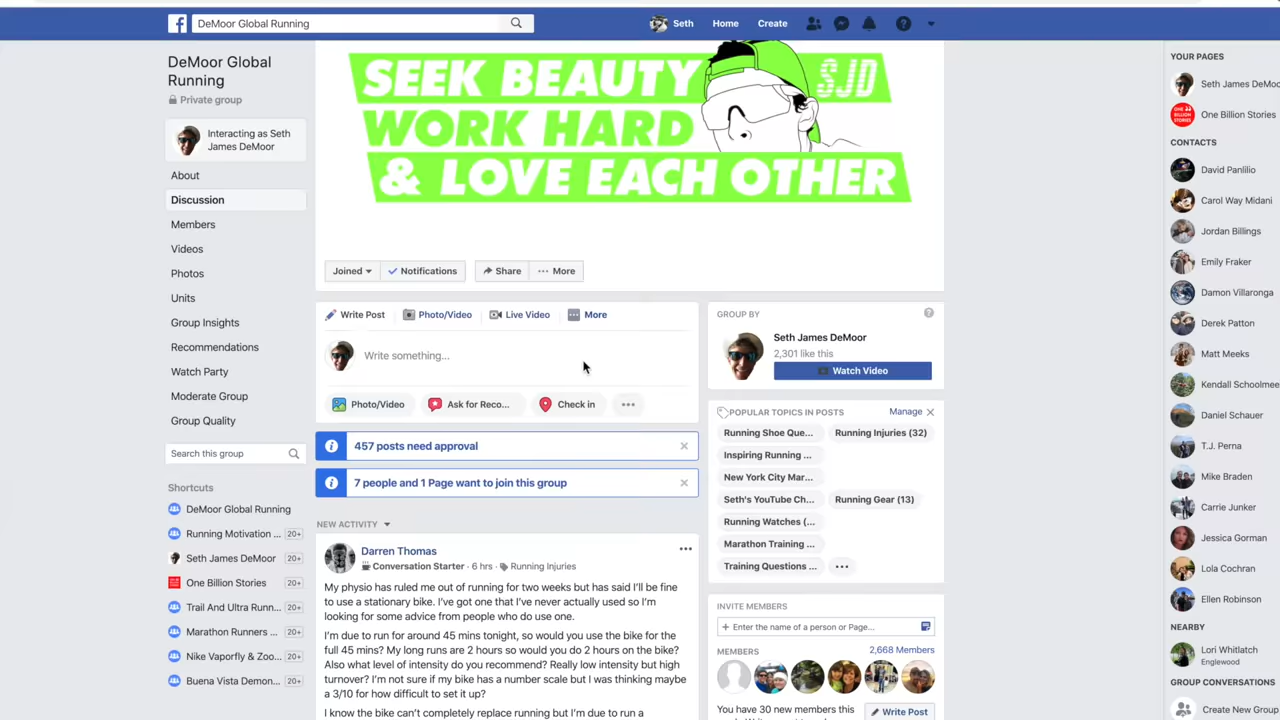 DeMoor Global Running
Seth
Home
Create
DeMoor Global
Running
Private group
Interacting as Seth
James DeMoor
About
Discussion
Members
Videos
Photos
Units
Group Insights
Recommendations
Watch Party
Moderate Group
Group Quality
Search this group
Shortcuts
DeMoor Global Running
Running Motivation ... 20+
Seth James DeMoor 20+
One Billion Stories 20+
Trail And Ultra Runn... 20+
Marathon Runners ... 20+
Nike Vaporfly & Zoo... 20+
Buena Vista Demon... 20+
SEEK BEAUTY SJD
WORK HARD
& LOVE EACH OTHER
Joined
Notifications
Share
More
Write Post
Photo/Video
Live Video
More
Write something...
Photo/Video
Ask for Reco...
Check in
457 posts need approval
7 people and 1 Page want to join this group
NEW ACTIVITY
Darren Thomas
Conversation Starter · 6 hrs · Running Injuries
My physio has ruled me out of running for two weeks but has said I'll be fine
to use a stationary bike. I've got one that I've never actually used so I'm
looking for some advice from people who do use one.
I'm due to run for around 45 mins tonight, so would you use the bike for the
full 45 mins? My long runs are 2 hours so would you do 2 hours on the bike?
Also what level of intensity do you recommend? Really low intensity but high
turnover? I'm not sure if my bike has a number scale but I was thinking maybe
a 3/10 for how difficult to set it up?
I know the bike can't completely replace running but I'm due to run a
GROUP BY
Seth James DeMoor
2,301 like this
Watch Video
POPULAR TOPICS IN POSTS
Manage
Running Shoe Que...
Running Injuries (32)
Inspiring Running ...
New York City Mar...
Seth's YouTube Ch...
Running Gear (13)
Running Watches (...
Marathon Training ...
Training Questions ...
INVITE MEMBERS
+ Enter the name of a person or Page...
MEMBERS
2,668 Members
You have 30 new members this
Write Post
YOUR PAGES
Seth James DeMoo
One Billion Stories
CONTACTS
David Panlilio
Carol Way Midani
Jordan Billings
Emily Fraker
Damon Villaronga
Derek Patton
Matt Meeks
Kendall Schoolmee
Daniel Schauer
T.J. Perna
Mike Braden
Carrie Junker
Jessica Gorman
Lola Cochran
Ellen Robinson
NEARBY
Lori Whitlatch
Englewood
GROUP CONVERSATIONS
Create New Group